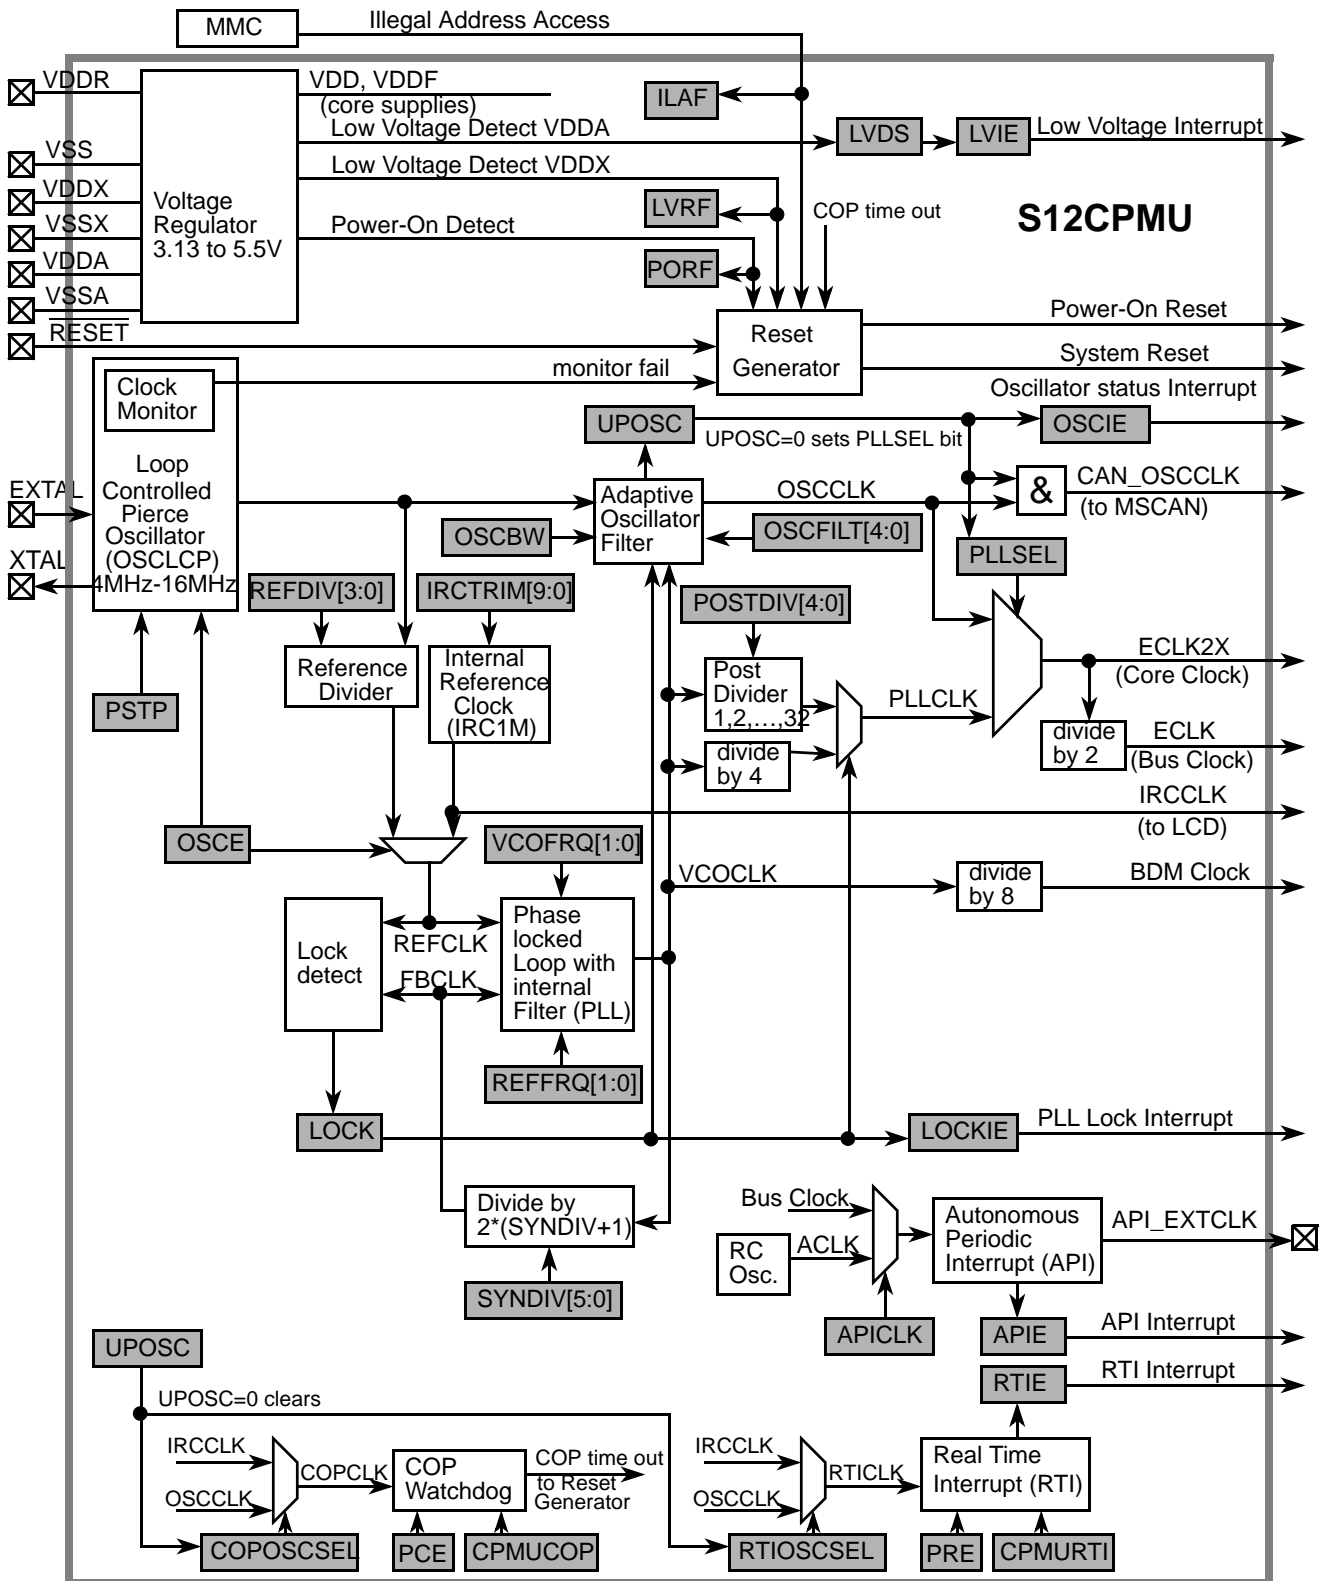 MMC
Illegal Address Access
VDDR
VDD, VDDF
(core supplies)
ILAF
Low Voltage Detect VDDA
LVDS
LVIE
Low Voltage Interrupt
VSS
Low Voltage Detect VDDX
VDDX
Voltage
Regulator
3.13 to 5.5V
LVRF
COP time out
S12CPMU
VSSX
Power-On Detect
VDDA
PORF
VSSA
RESET
Reset
Generator
Power-On Reset
System Reset
monitor fail
Clock
Monitor
Oscillator status Interrupt
UPOSC
UPOSC=0 sets PLLSEL bit
OSCIE
Loop
Controlled
Pierce
Oscillator
(OSCLCP)
4MHz-16MHz
EXTAL
XTAL
Adaptive
Oscillator
Filter
OSCCLK
&
CAN_OSCCLK
(to MSCAN)
OSCBW
OSCFILT[4:0]
PLLSEL
REFDIV[3:0]
IRCTRIM[9:0]
POSTDIV[4:0]
Reference
Divider
Internal
Reference
Clock
(IRC1M)
Post
Divider
1,2,...,32
PLLCLK
ECLK2X
(Core Clock)
PSTP
divide
by 4
divide
by 2
ECLK
(Bus Clock)
IRCCLK
(to LCD)
OSCE
VCOFRQ[1:0]
VCOCLK
divide
by 8
BDM Clock
Lock
detect
REFCLK
FBCLK
Phase
locked
Loop with
internal
Filter (PLL)
REFFRQ[1:0]
LOCK
LOCKIE
PLL Lock Interrupt
Divide by
2*(SYNDIV+1)
SYNDIV[5:0]
Bus Clock
RC
Osc.
ACLK
Autonomous
Periodic
Interrupt (API)
API_EXTCLK
APICLK
APIE
API Interrupt
UPOSC
RTIE
RTI Interrupt
UPOSC=0 clears
IRCCLK
OSCCLK
COPCLK
COP
Watchdog
COP time out
to Reset
Generator
IRCCLK
OSCCLK
RTICLK
Real Time
Interrupt (RTI)
COPOSCSEL
PCE
CPMUCOP
RTIOSCSEL
PRE
CPMURTI